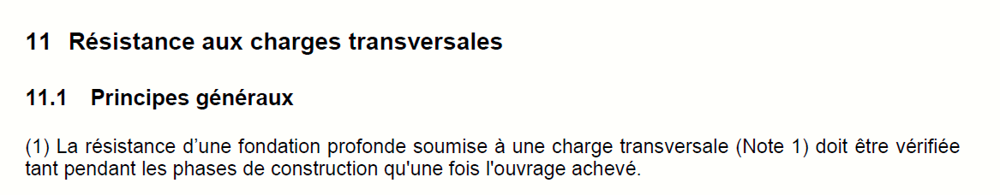 11 Résistance aux charges transversales
11.1 Principes généraux
(1) La résistance d’une fondation profonde soumise à une charge transversale (Note 1) doit être vérifiée
tant pendant les phases de construction qu'une fois l'ouvrage achevé.